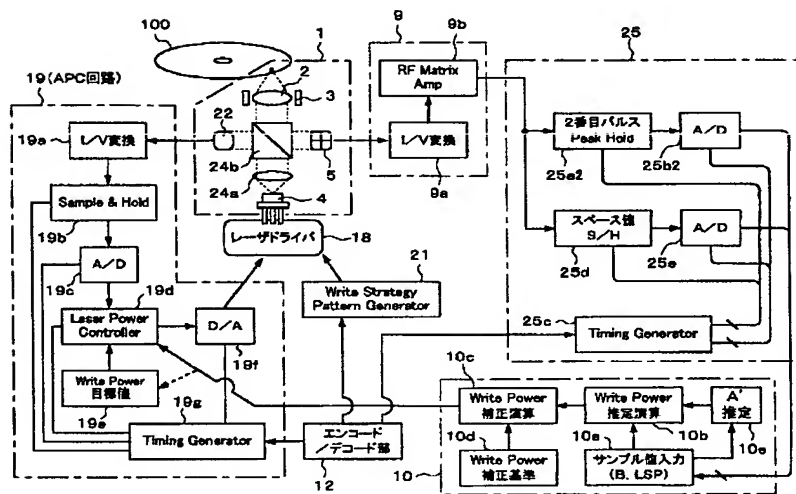 100
1
2
3
22
24b
5
24a
4
レーザドライバ
18
19(APC回路)
19a
I/V変換
Sample & Hold
19b
A/D
19c
19d
Laser Power
Controller
D/A
19f
Write Power
目標値
19e
19g
Timing Generator
21
Write Strategy
Pattern Generator
エンコード
/デコード部
12
9
9b
RF Matrix
Amp
I/V変換
9a
25
2番目パルス
Peak Hold
25a2
A/D
25b2
スペース値
S/H
25d
A/D
25e
25c
Timing Generator
10c
Write Power
補正演算
Write Power
推定演算
A'
推定
10d
10a
10b
10e
10
Write Power
補正基準
サンプル値入力
(B, LSP)